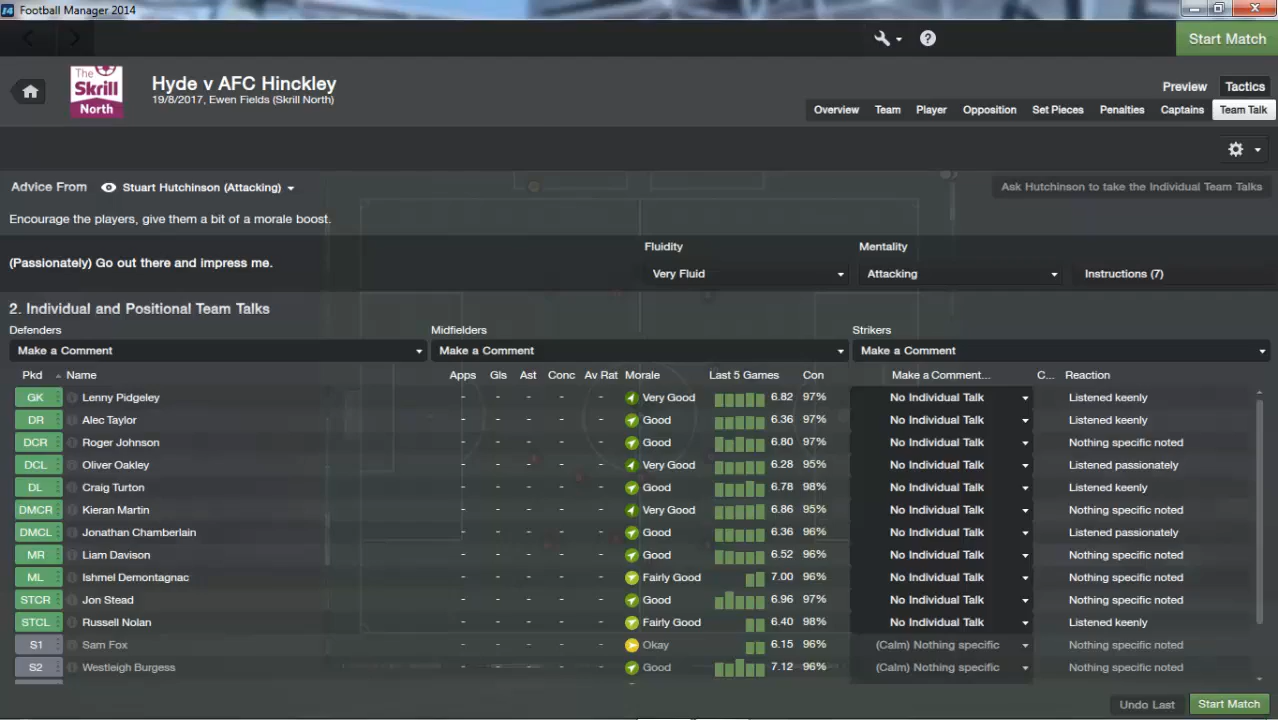 Football Manager 2014
Start Match
The Skrill North
Hyde v AFC Hinckley
19/8/2017, Ewen Fields (Skrill North)
Preview Tactics
Overview Team Player Opposition Set Pieces Penalties Captains Team Talk
Advice From Stuart Hutchinson (Attacking) Ask Hutchinson to take the Individual Team Talks
Encourage the players, give them a bit of a morale boost.
Fluidity Mentality
(Passionately) Go out there and impress me. Very Fluid Attacking Instructions (7)
2. Individual and Positional Team Talks
Defenders Midfielders Strikers
Make a Comment Make a Comment Make a Comment
Pkd Name Apps Gls Ast Conc Av Rat Morale Last 5 Games Con Make a Comment... C... Reaction
GK Lenny Pidgeley - - - - - Very Good 6.82 97% No Individual Talk Listened keenly
DR Alec Taylor - - - - - Good 6.36 97% No Individual Talk Listened keenly
DCR Roger Johnson - - - - - Good 6.80 97% No Individual Talk Nothing specific noted
DCL Oliver Oakley - - - - - Very Good 6.28 95% No Individual Talk Listened passionately
DL Craig Turton - - - - - Good 6.78 98% No Individual Talk Listened keenly
DMCR Kieran Martin - - - - - Very Good 6.86 95% No Individual Talk Nothing specific noted
DMCL Jonathan Chamberlain - - - - - Good 6.36 96% No Individual Talk Listened passionately
MR Liam Davison - - - - - Good 6.52 96% No Individual Talk Nothing specific noted
ML Ishmel Demontagnac - - - - - Fairly Good 7.00 96% No Individual Talk Nothing specific noted
STCR Jon Stead - - - - - Good 6.96 97% No Individual Talk Nothing specific noted
STCL Russell Nolan - - - - - Fairly Good 6.40 98% No Individual Talk Listened keenly
S1 Sam Fox - - - - - Okay 6.15 96% (Calm) Nothing specific Nothing specific noted
S2 Westleigh Burgess - - - - - Good 7.12 96% (Calm) Nothing specific Nothing specific noted
Undo Last Start Match